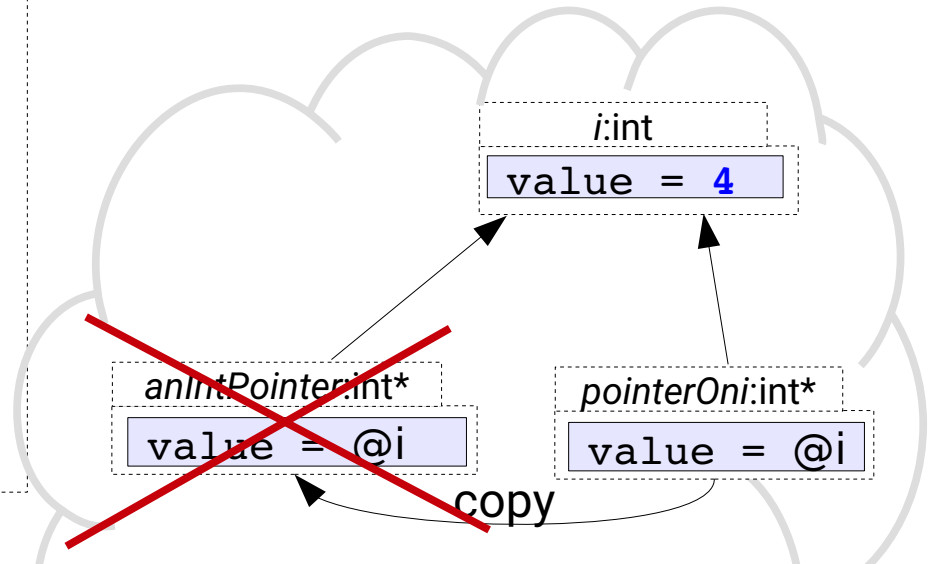 i:int
value = 4
anIntPointer:int*
value = @i
pointerOni:int*
value = @i
copy